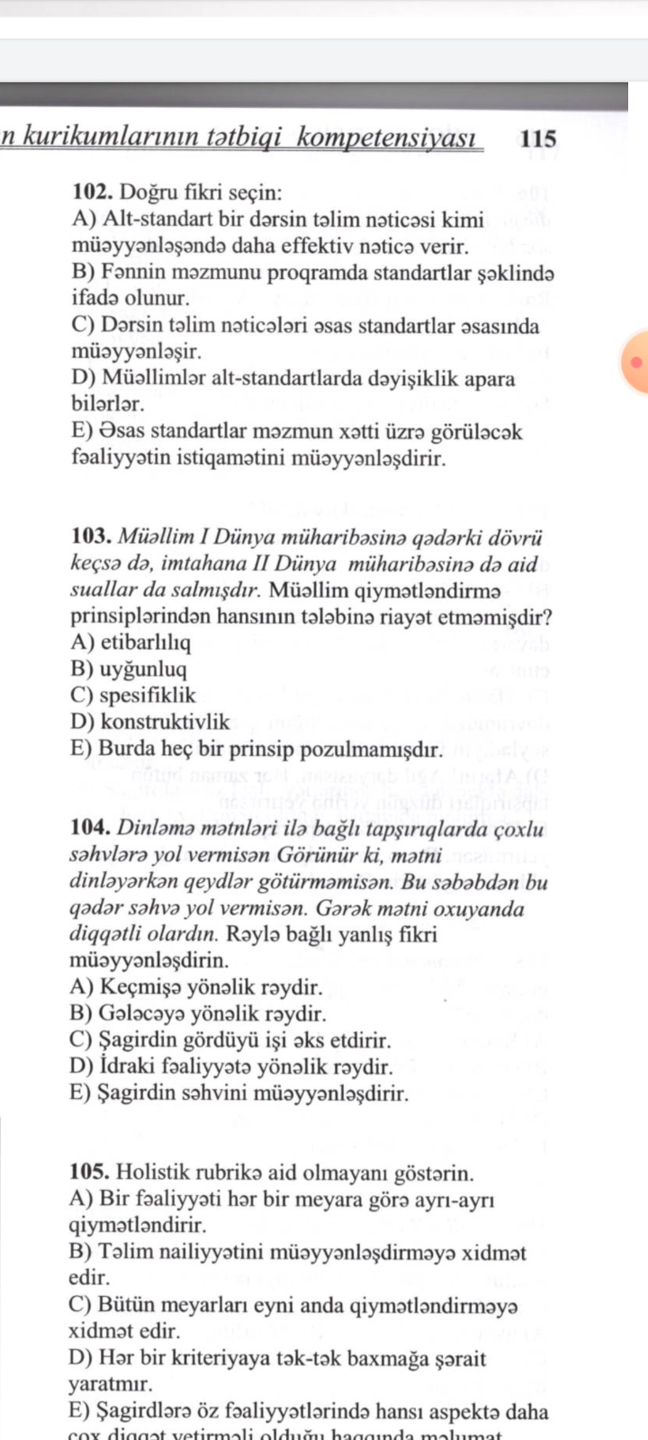 n kurikumlarının tətbiqi kompetensiyası 115
102. Doğru fikri seçin:
A) Alt-standart bir dərsin təlim nəticəsi kimi
müəyyənləşəndə daha effektiv nəticə verir.
B) Fənnin məzmunu proqramda standartlar şəklində
ifadə olunur.
C) Dərsin təlim nəticələri əsas standartlar əsasında
müəyyənləşir.
D) Müəllimlər alt-standartlarda dəyişiklik apara
bilərlər.
E) Əsas standartlar məzmun xətti üzrə görüləcək
fəaliyyətin istiqamətini müəyyənləşdirir.
103. Müəllim I Dünya müharibəsinə qədərki dövrü
keçsə də, imtahana II Dünya müharibəsinə də aid
suallar da salmışdır. Müəllim qiymətləndirmə
prinsiplərindən hansının tələbinə riayət etməmişdir?
A) etibarlılıq
B) uyğunluq
C) spesifiklik
D) konstruktivlik
E) Burda heç bir prinsip pozulmamışdır.
104. Dinləmə mətnləri ilə bağlı tapşırıqlarda çoxlu
səhvlərə yol vermisən Görünür ki, mətni
dinləyərkən qeydlər götürməmisən. Bu səbəbdən bu
qədər səhvə yol vermisən. Gərək mətni oxuyanda
diqqətli olardın. Rəylə bağlı yanlış fikri
müəyyənləşdirin.
A) Keçmişə yönəlik rəydir.
B) Gələcəyə yönəlik rəydir.
C) Şagirdin gördüyü işi əks etdirir.
D) İdraki fəaliyyətə yönəlik rəydir.
E) Şagirdin səhvini müəyyənləşdirir.
105. Holistik rubrikə aid olmayanı göstərin.
A) Bir fəaliyyəti hər bir meyara görə ayrı-ayrı
qiymətləndirir.
B) Təlim nailiyyətini müəyyənləşdirməyə xidmət
edir.
C) Bütün meyarları eyni anda qiymətləndirməyə
xidmət edir.
D) Hər bir kriteriyaya tək-tək baxmağa şərait
yaratmır.
E) Şagirdlərə öz fəaliyyətlərində hansı aspektə daha
çox diqqət yetirməli olduğu haqqında məlumat